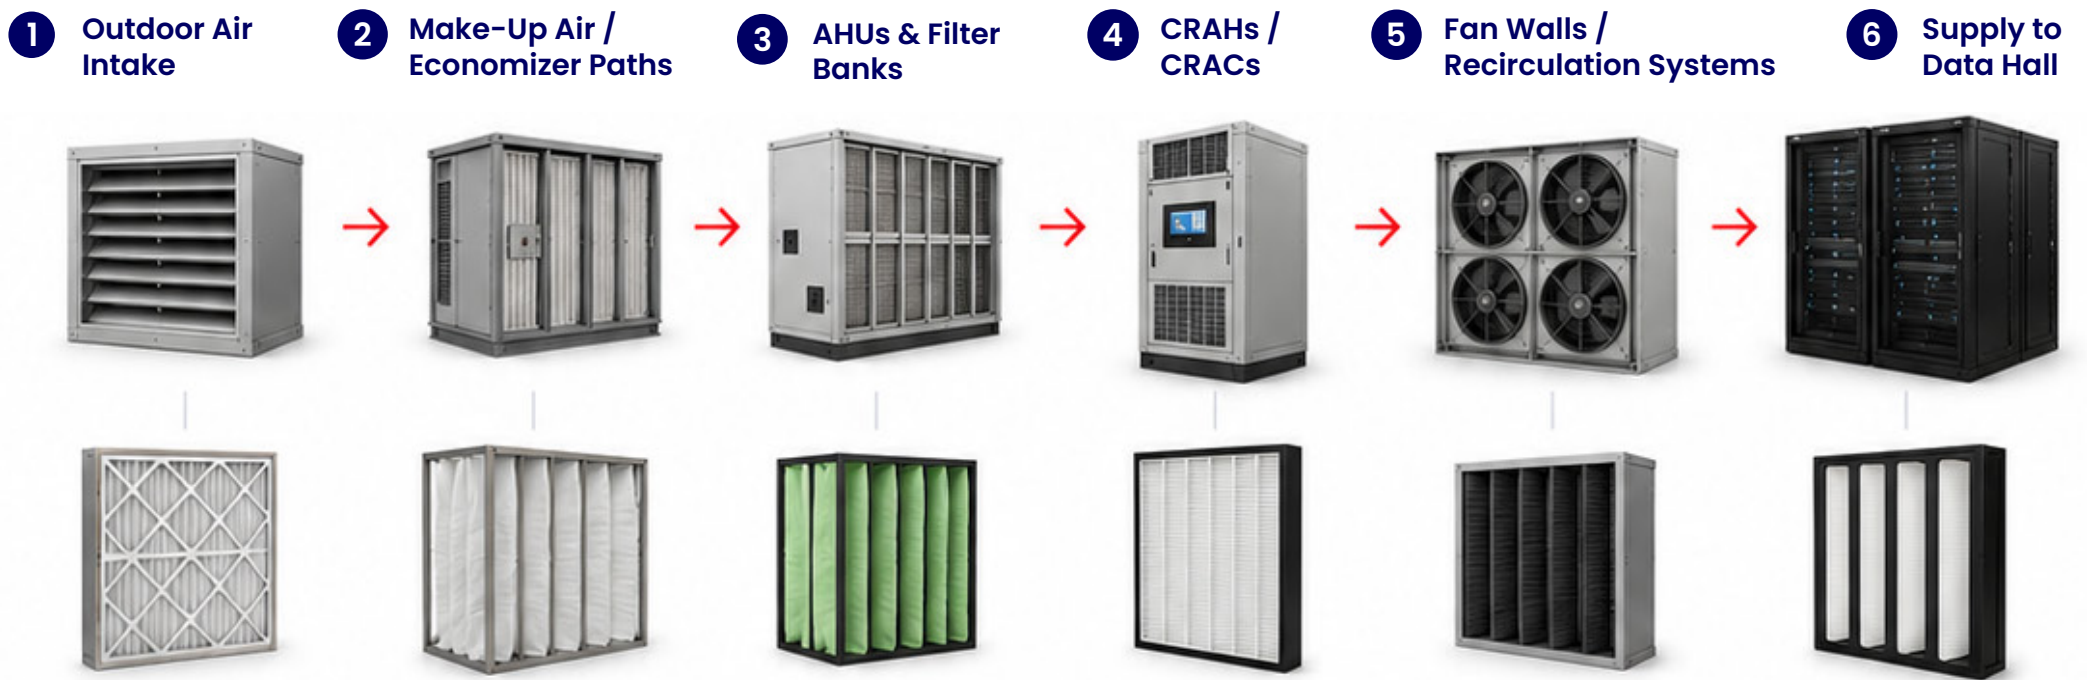 1 Outdoor Air
Intake
2 Make-Up Air /
Economizer Paths
3 AHUs & Filter
Banks
4 CRAHs /
CRACs
5 Fan Walls /
Recirculation Systems
6 Supply to
Data Hall